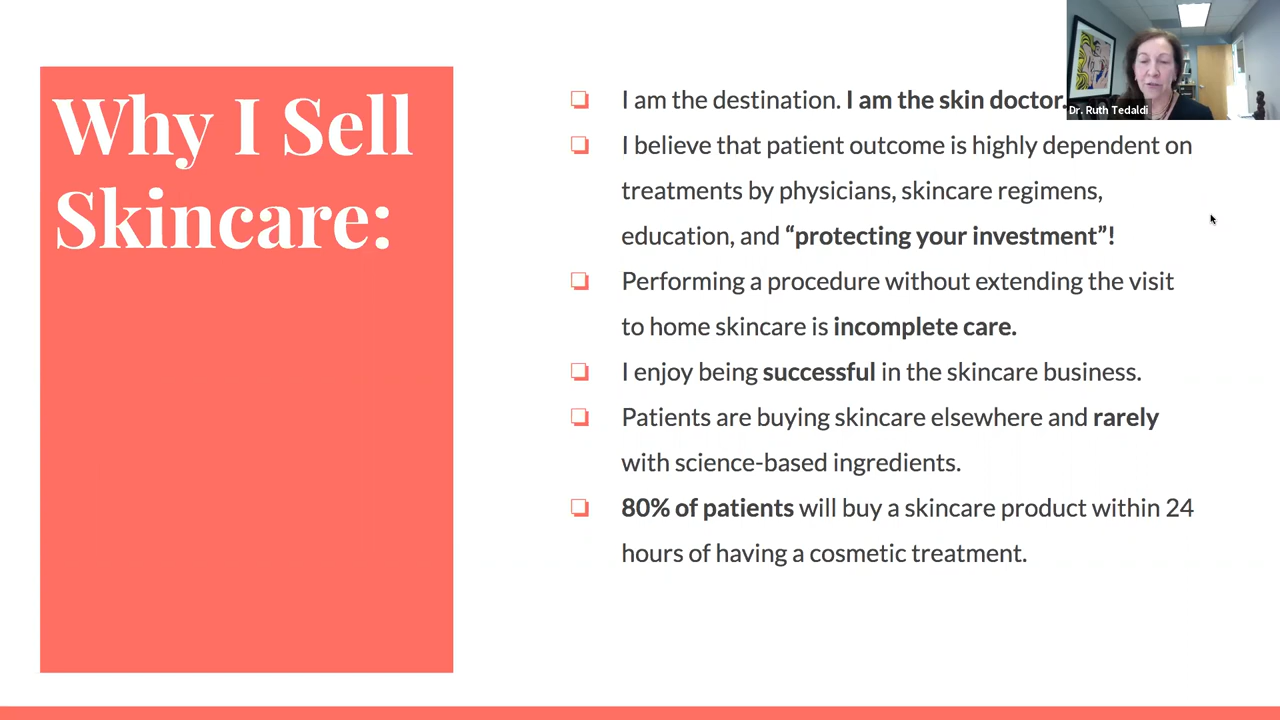 Why I Sell
Skincare:
I am the destination. I am the skin doctor.
I believe that patient outcome is highly dependent on
treatments by physicians, skincare regimens,
education, and “protecting your investment”!
Performing a procedure without extending the visit
to home skincare is incomplete care.
I enjoy being successful in the skincare business.
Patients are buying skincare elsewhere and rarely
with science-based ingredients.
80% of patients will buy a skincare product within 24
hours of having a cosmetic treatment.
Dr. Ruth Tedaldi